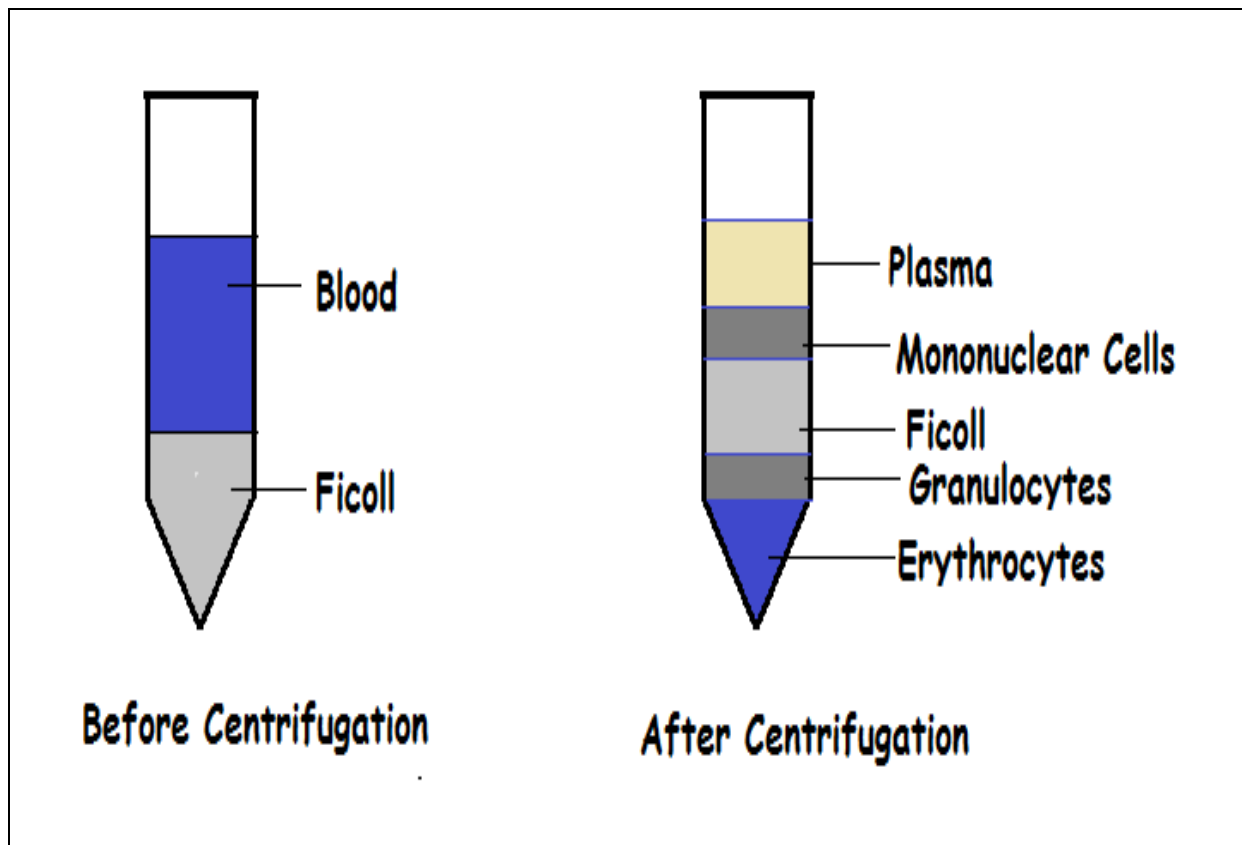 Blood
Ficoll
Before Centrifugation
Plasma
Mononuclear Cells
Ficoll
Granulocytes
Erythrocytes
After Centrifugation